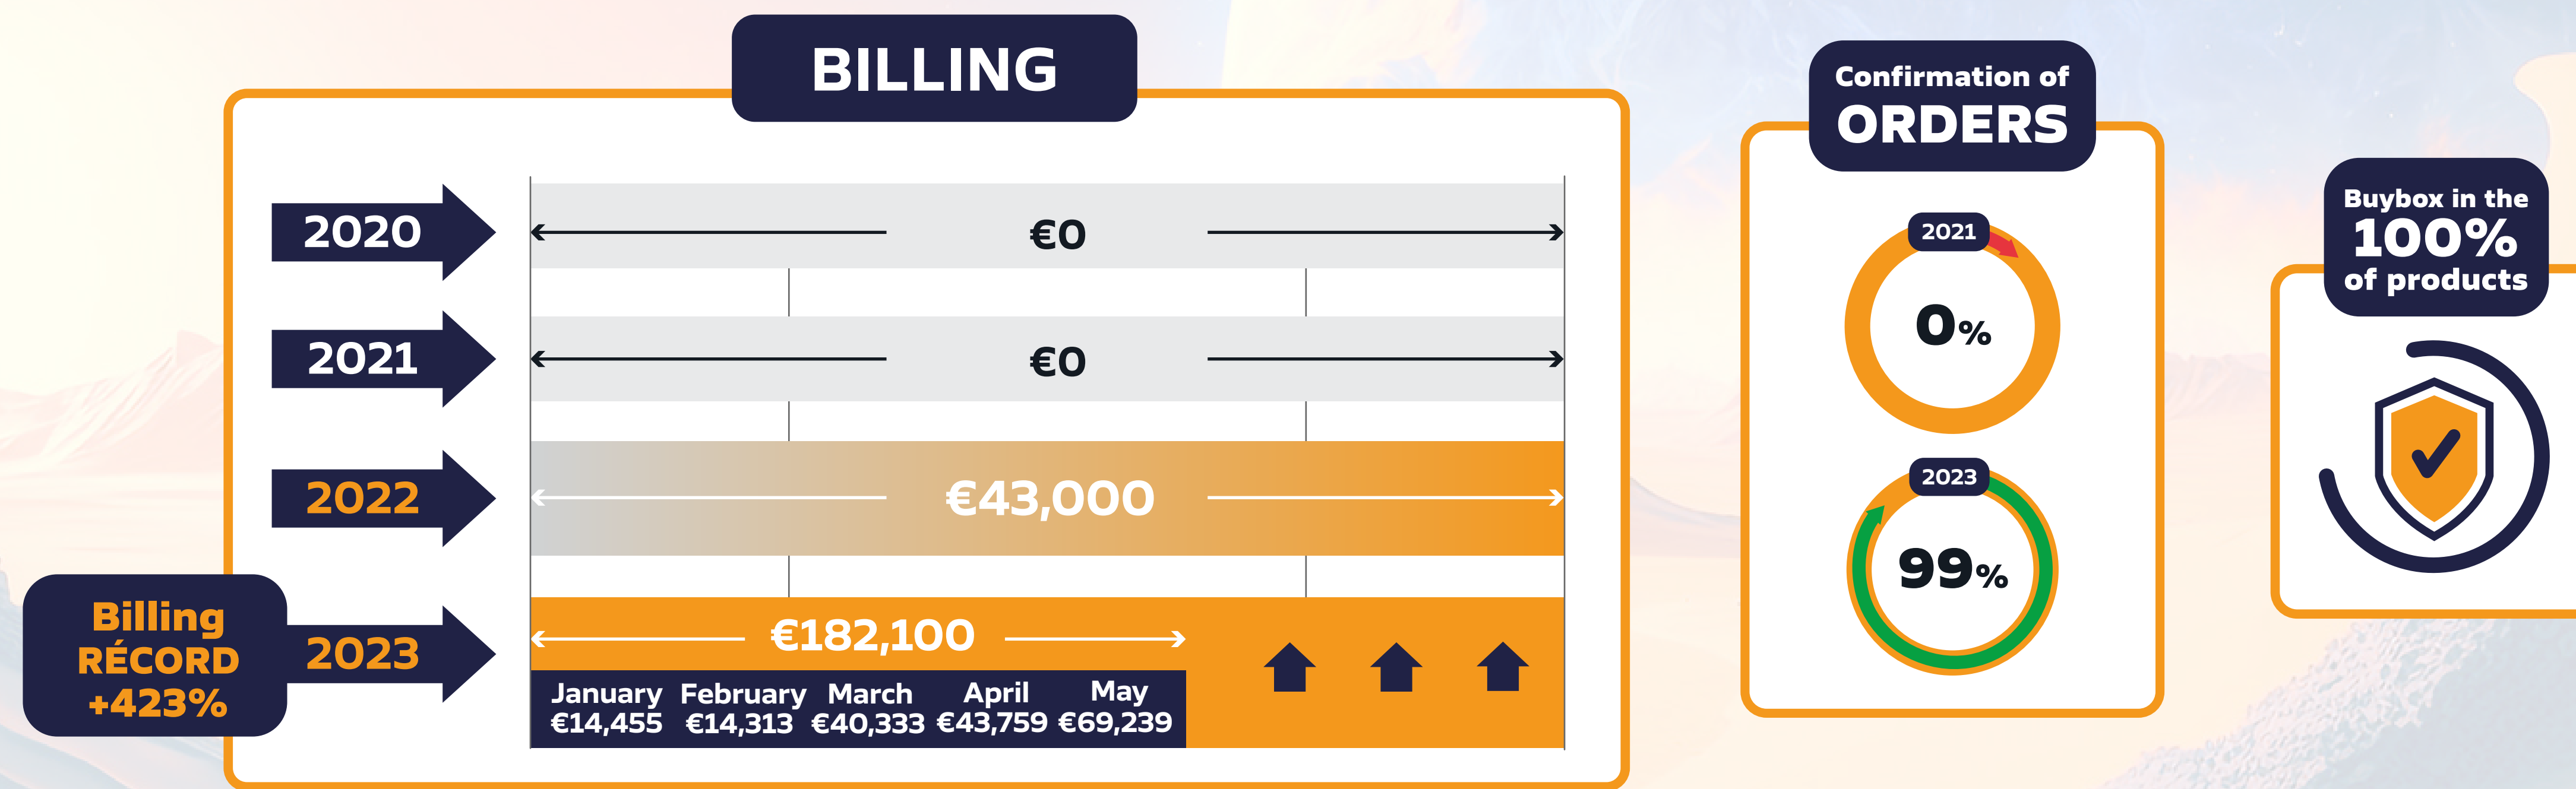 BILLING
2020
€0
2021
€0
2022
€43,000
Billing
RÉCORD
+423%
2023
€182,100
January February March April May
€14,455 €14,313 €40,333 €43,759 €69,239
Confirmation of
ORDERS
2021
0%
2023
99%
Buybox in the
100%
of products